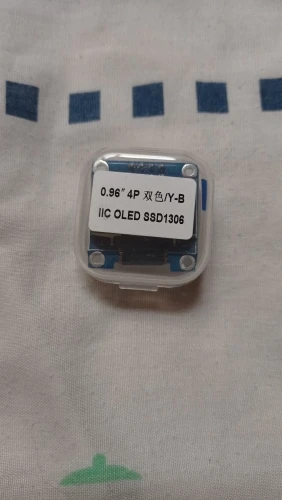 0.96" 4P 双色/Y-B
IIC OLED SSD1306